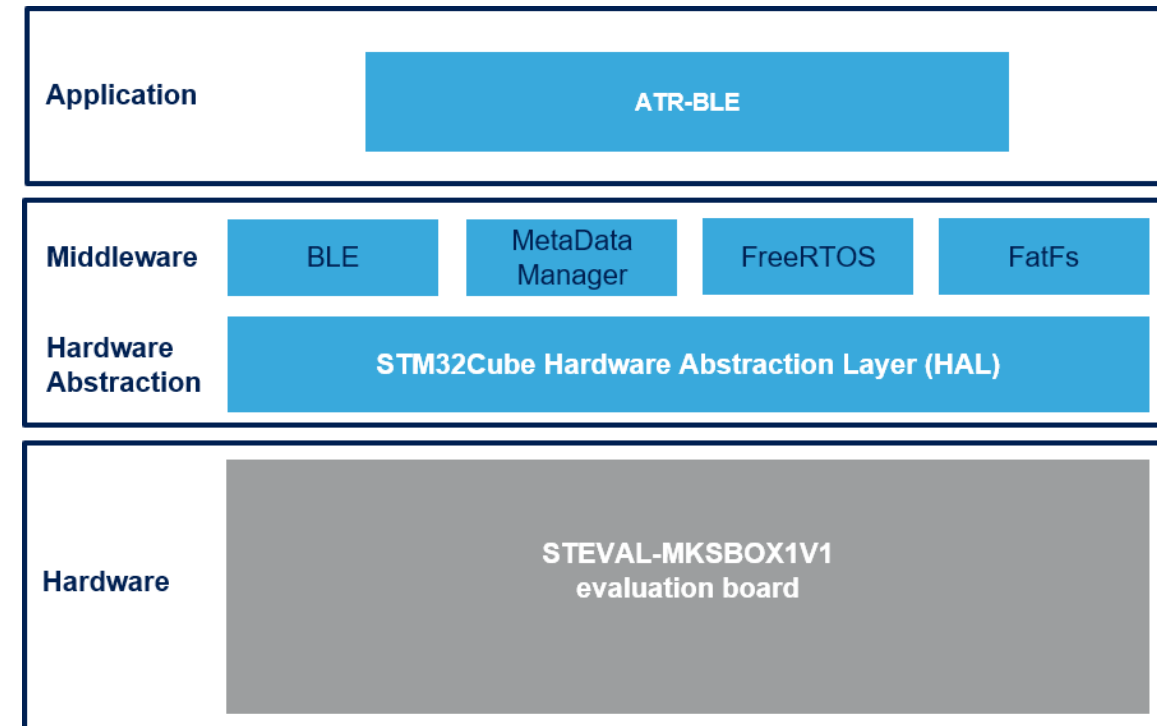 Application
ATR-BLE
Middleware
BLE
MetaData
Manager
FreeRTOS
FatFs
Hardware
Abstraction
STM32Cube Hardware Abstraction Layer (HAL)
Hardware
STEVAL-MKSBOX1V1
evaluation board